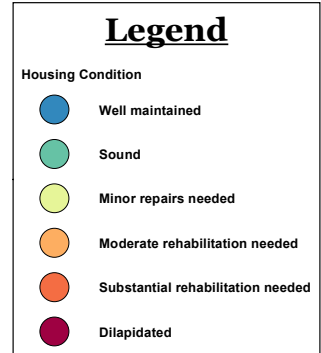 Legend
Housing Condition
Well maintained
Sound
Minor repairs needed
Moderate rehabilitation needed
Substantial rehabilitation needed
Dilapidated